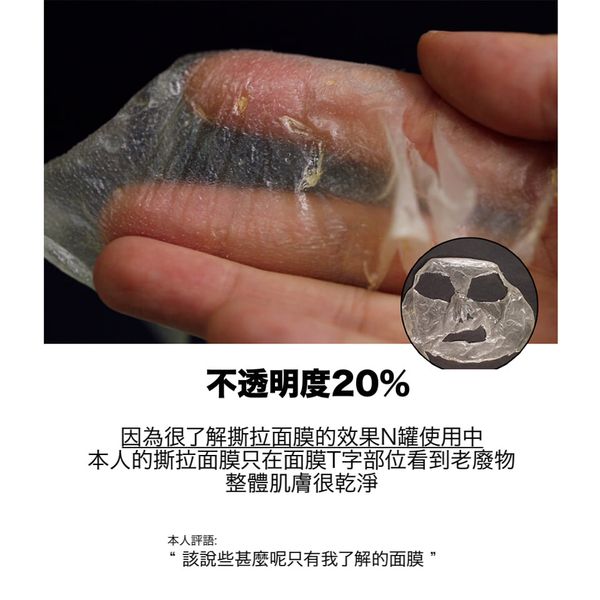 不透明度20%
因為很了解撕拉面膜的效果N罐使用中
本人的撕拉面膜只在面膜T字部位看到老廢物
整體肌膚很乾淨
本人評語:
“ 該說些甚麼呢只有我了解的面膜 ”